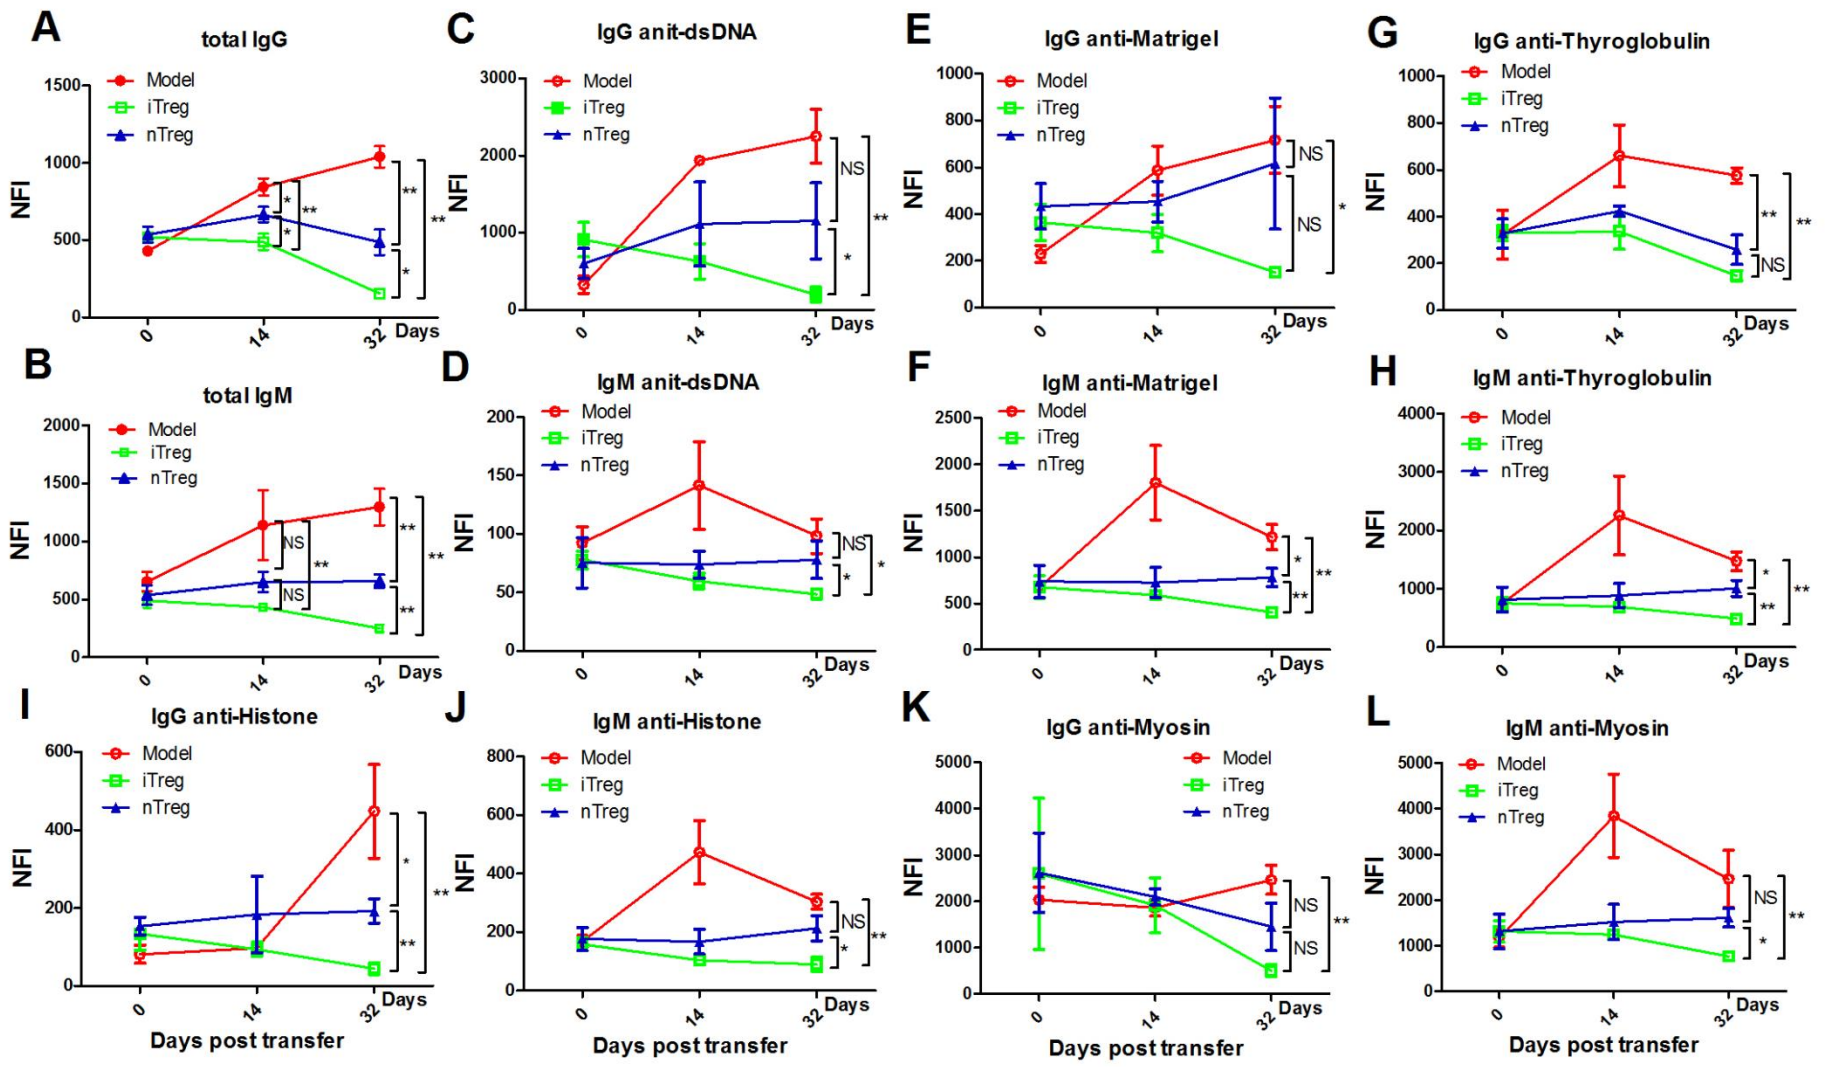 A
total IgG
1500
1000
500
0
NFI
Model
iTreg
nTreg
*
*
**
**
*
**
0
14
32
Days
C
IgG anit-dsDNA
3000
2000
1000
0
NFI
Model
iTreg
nTreg
NS
*
**
0
14
32
Days
E
IgG anti-Matrigel
1000
800
600
400
200
0
NFI
Model
iTreg
nTreg
NS
NS
*
0
14
32
Days
G
IgG anti-Thyroglobulin
1000
800
600
400
200
0
NFI
Model
iTreg
nTreg
**
NS
**
0
14
32
Days
B
total IgM
2000
1500
1000
500
0
NFI
Model
iTreg
nTreg
NS
NS
**
**
**
**
0
14
32
Days
D
IgM anit-dsDNA
200
150
100
50
0
NFI
Model
iTreg
nTreg
NS
*
*
0
14
32
Days
F
IgM anti-Matrigel
2500
2000
1500
1000
500
0
NFI
Model
iTreg
nTreg
*
**
**
0
14
32
Days
H
IgM anti-Thyroglobulin
4000
3000
2000
1000
0
NFI
Model
iTreg
nTreg
*
**
**
0
14
32
Days
I
IgG anti-Histone
600
400
200
0
NFI
Model
iTreg
nTreg
*
**
**
0
14
32
Days
Days post transfer
J
IgM anti-Histone
800
600
400
200
0
NFI
Model
iTreg
nTreg
NS
*
**
0
14
32
Days
Days post transfer
K
IgG anti-Myosin
5000
4000
3000
2000
1000
0
NFI
Model
iTreg
nTreg
NS
NS
**
0
14
32
Days
Days post transfer
L
IgM anti-Myosin
5000
4000
3000
2000
1000
0
NFI
Model
iTreg
nTreg
NS
*
**
0
14
32
Days
Days post transfer